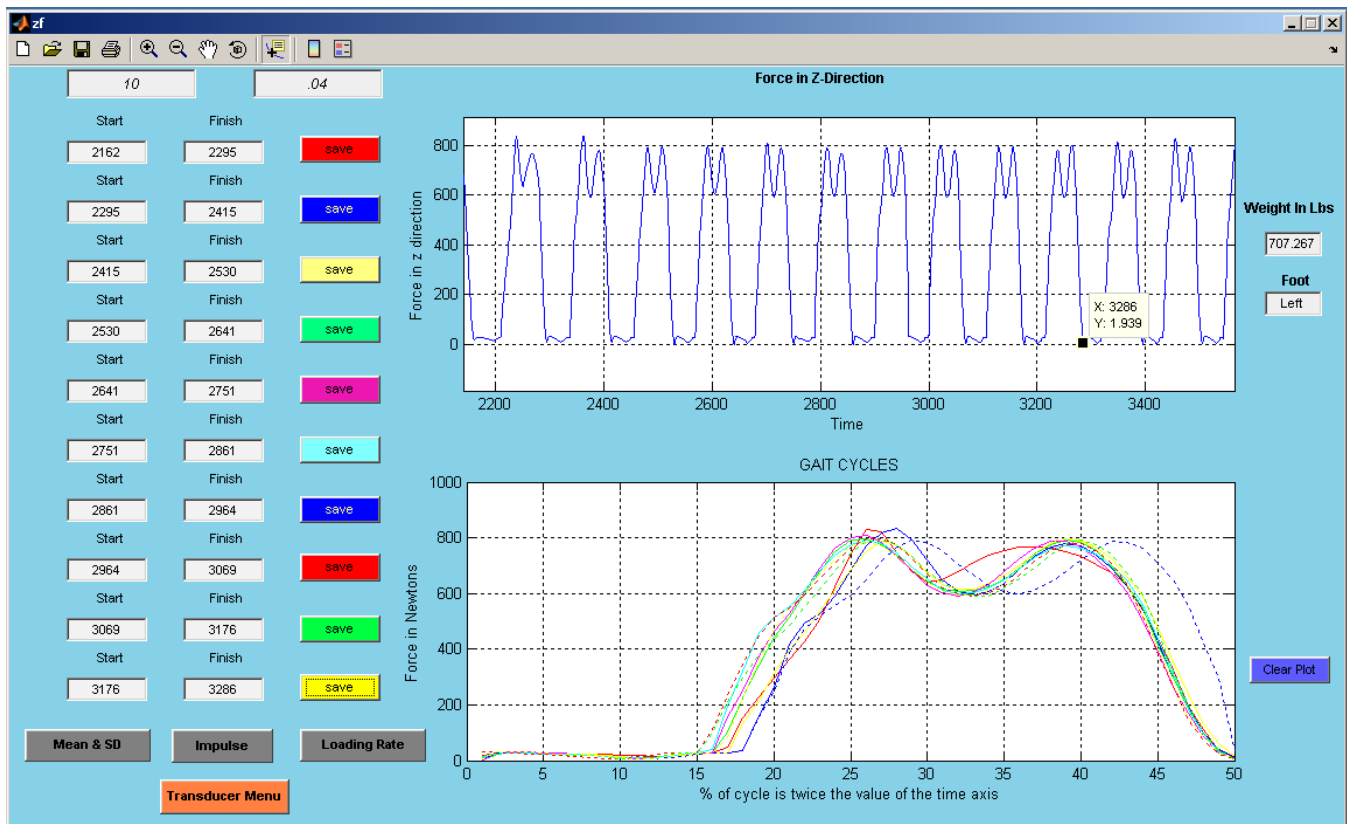 zf
10 .04
Start Finish
2162 2295 save
Start Finish
2295 2415 save
Start Finish
2415 2530 save
Start Finish
2530 2641 save
Start Finish
2641 2751 save
Start Finish
2751 2861 save
Start Finish
2861 2964 save
Start Finish
2964 3069 save
Start Finish
3069 3176 save
Start Finish
3176 3286 save
Mean & SD Impulse Loading Rate
Transducer Menu
Force in Z-Direction
Force in z direction
800
600
400
200
0
X: 3286
Y: 1.939
2200 2400 2600 2800 3000 3200 3400
Time
Weight In Lbs
707.267
Foot
Left
GAIT CYCLES
Force in Newtons
1000
800
600
400
200
0
0 5 10 15 20 25 30 35 40 45 50
% of cycle is twice the value of the time axis
Clear Plot